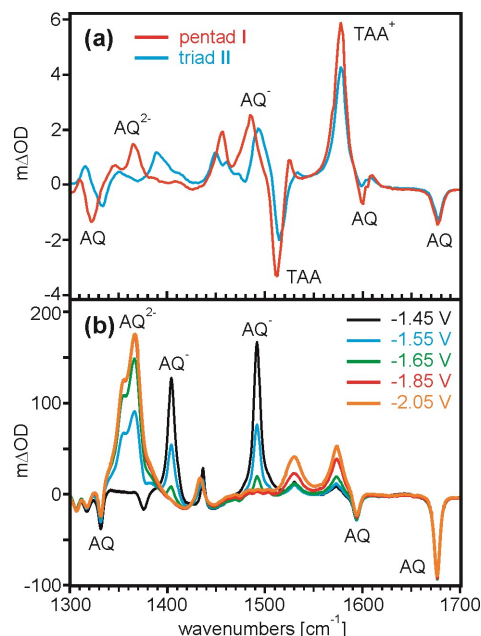 6
4
2
0
-2
-4
mΔOD
(a)
pentad I
triad II
AQ²⁻
AQ⁻
TAA⁺
AQ
TAA
AQ
AQ
200
100
0
-100
mΔOD
(b)
AQ²⁻
AQ⁻
AQ⁻
-1.45 V
-1.55 V
-1.65 V
-1.85 V
-2.05 V
AQ
AQ
AQ
1300 1400 1500 1600 1700
wavenumbers [cm⁻¹]